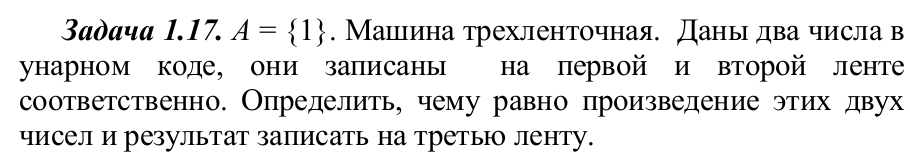 Задача 1.17. A = {1}. Машина трехленточная. Даны два числа в
унарном коде, они записаны на первой и второй ленте
соответственно. Определить, чему равно произведение этих двух
чисел и результат записать на третью ленту.